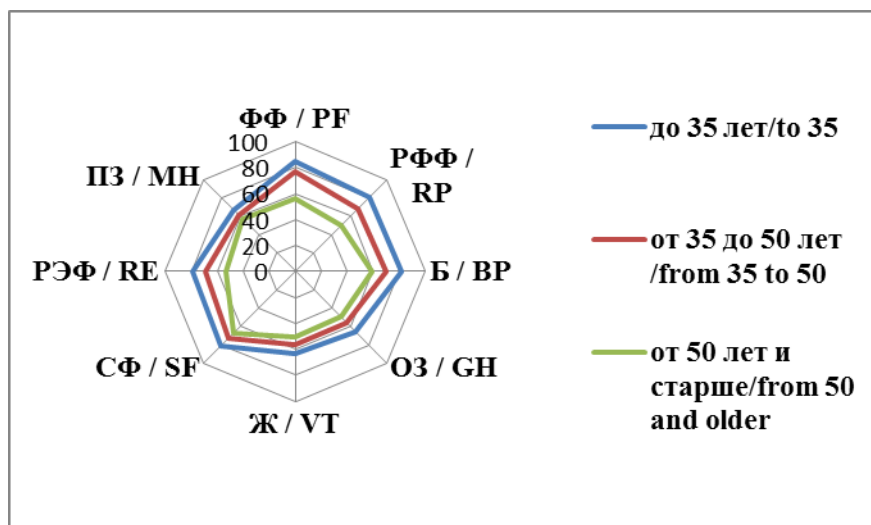 ФФ / PF
РФФ /
RP
Б / BP
ОЗ / GH
Ж / VT
СФ / SF
РЭФ / RE
ПЗ / MH
100
80
60
40
20
0
до 35 лет/to 35
от 35 до 50 лет
/from 35 to 50
от 50 лет и
старше/from 50
and older